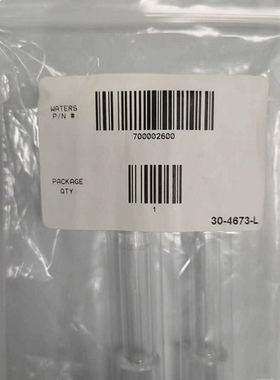 WATERS
P/N #
700002600
PACKAGE
QTY
1
30-4673-L